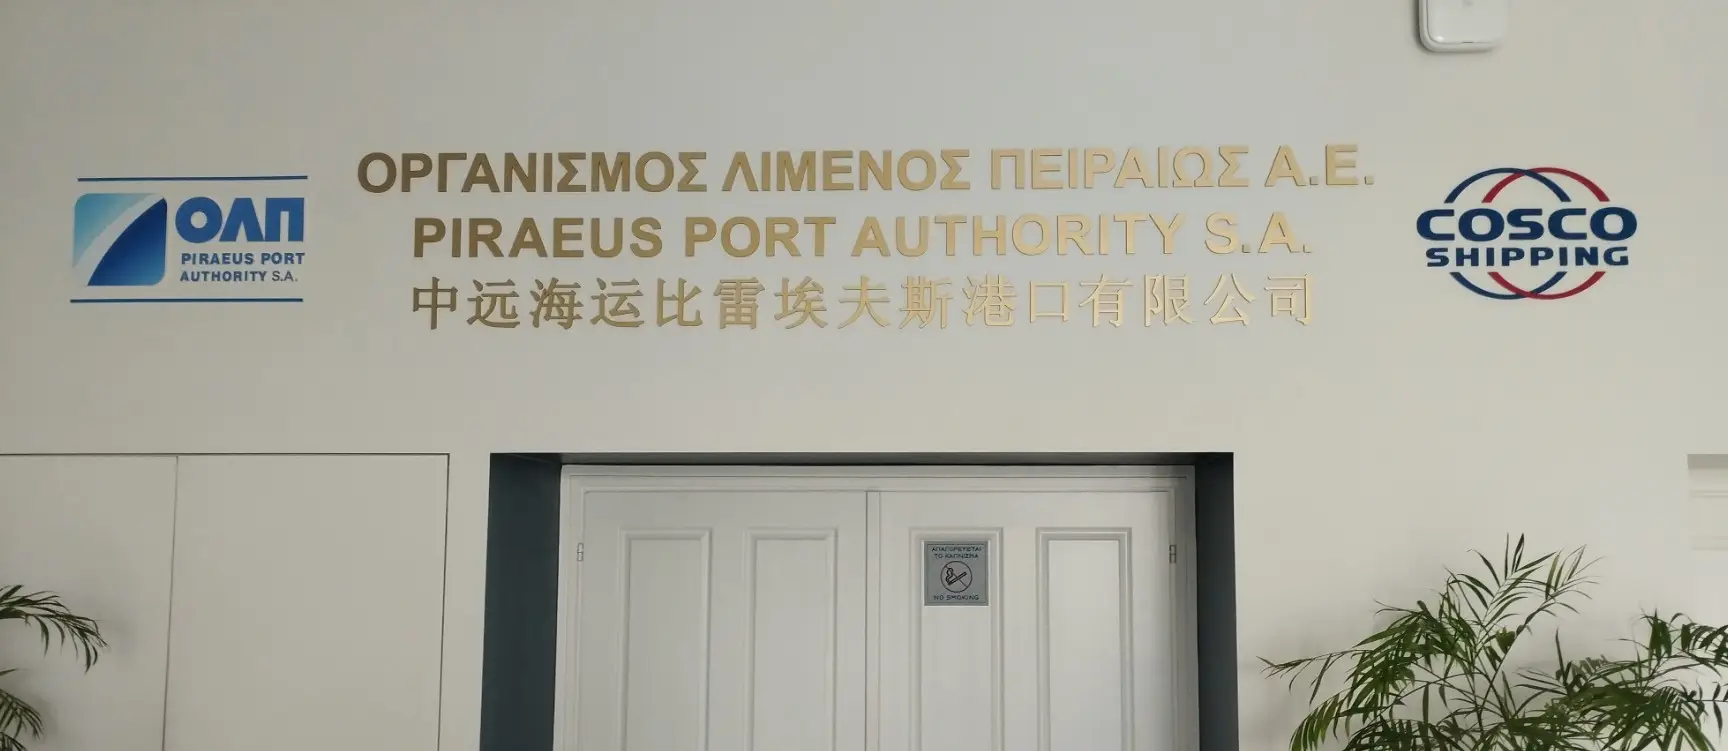 ΟΛΠ
PIRAEUS PORT
AUTHORITY S.A.
ΟΡΓΑΝΙΣΜΟΣ ΛΙΜΕΝΟΣ ΠΕΙΡΑΙΩΣ Α.Ε.
PIRAEUS PORT AUTHORITY S.A.
中远海运比雷埃夫斯港口有限公司
COSCO
SHIPPING
ΑΠΑΓΟΡΕΥΕΤΑΙ
ΤΟ ΚΑΠΝΙΣΜΑ
NO SMOKING